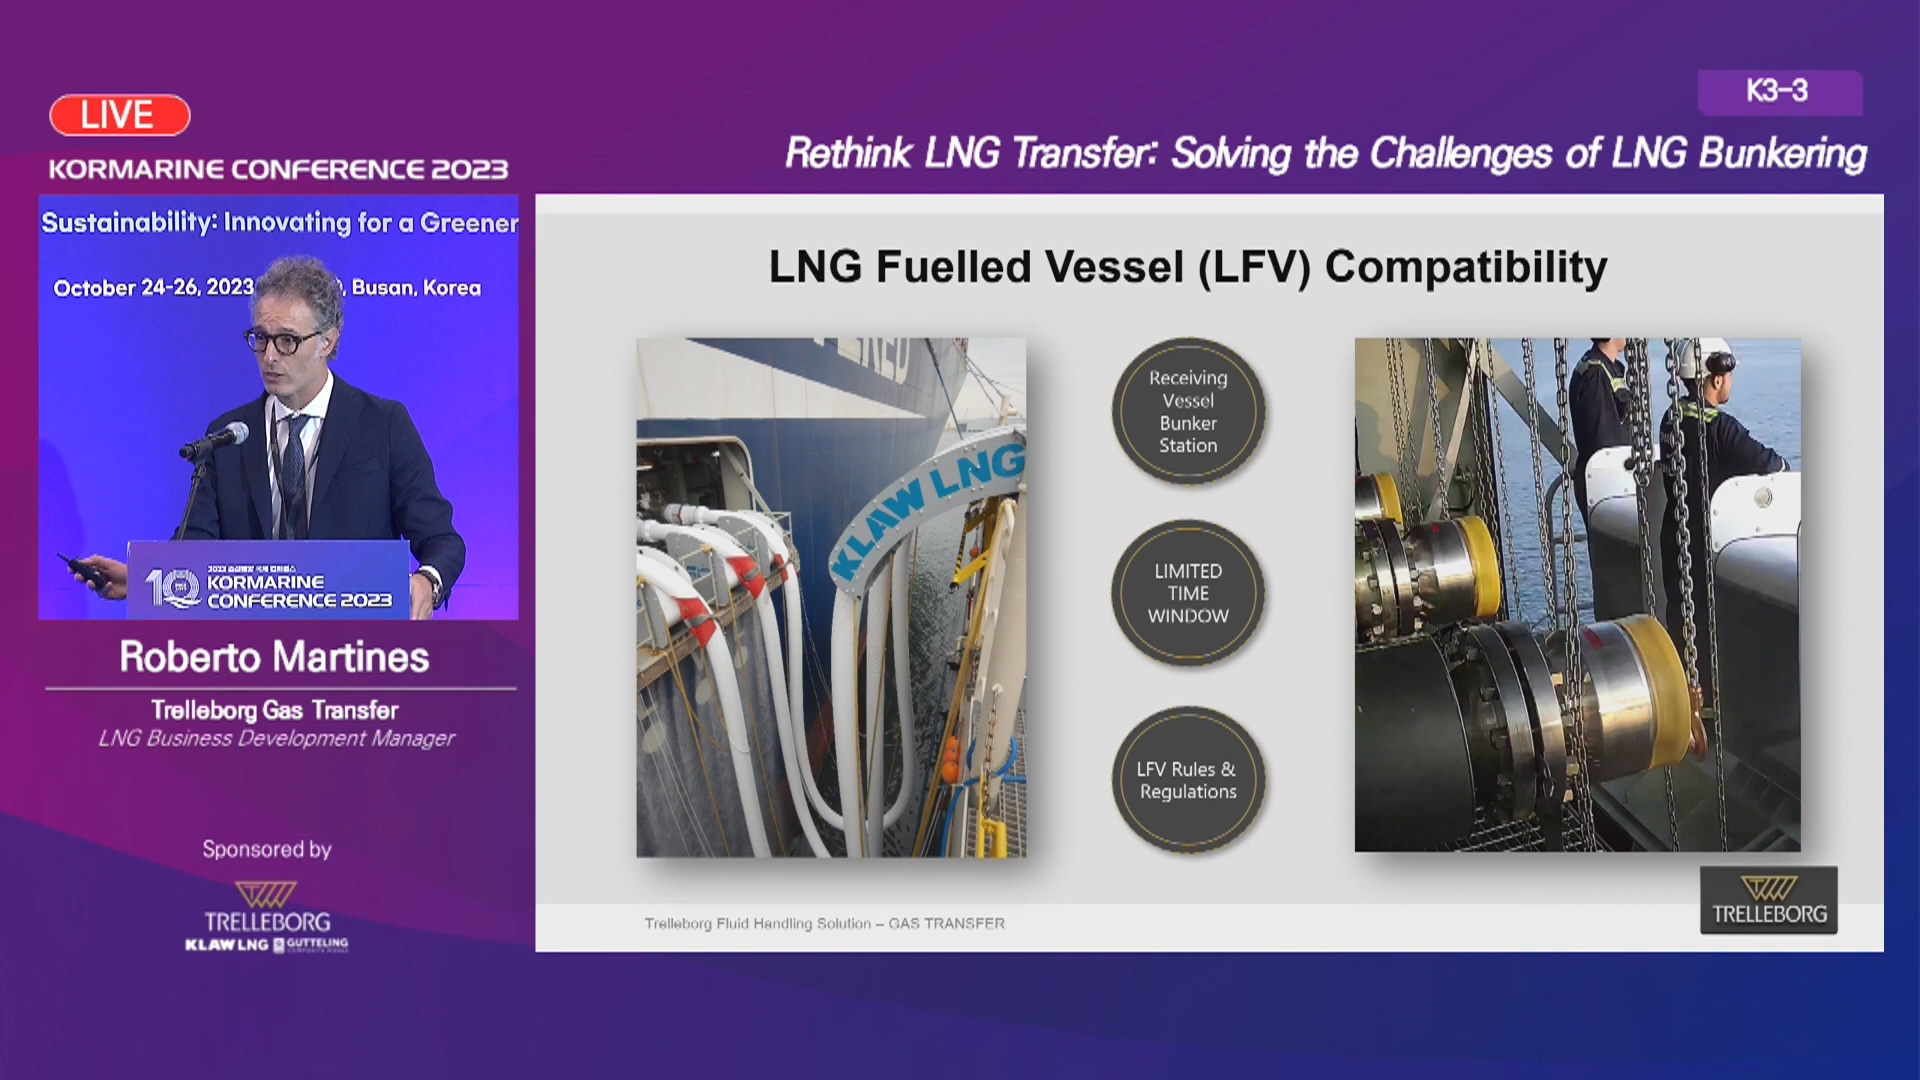 LIVE
KORMARINE CONFERENCE 2023
K3-3
Rethink LNG Transfer: Solving the Challenges of LNG Bunkering
Sustainability: Innovating for a Greener
October 24-26, 2023
, Busan, Korea
10
KORMARINE
CONFERENCE 2023
Roberto Martines
Trelleborg Gas Transfer
LNG Business Development Manager
Sponsored by
TRELLEBORG
KLAW LNG GUTTELING
LNG Fuelled Vessel (LFV) Compatibility
KLAW LNG
Receiving
Vessel
Bunker
Station
LIMITED
TIME
WINDOW
LFV Rules &
Regulations
Trelleborg Fluid Handling Solution – GAS TRANSFER
TRELLEBORG